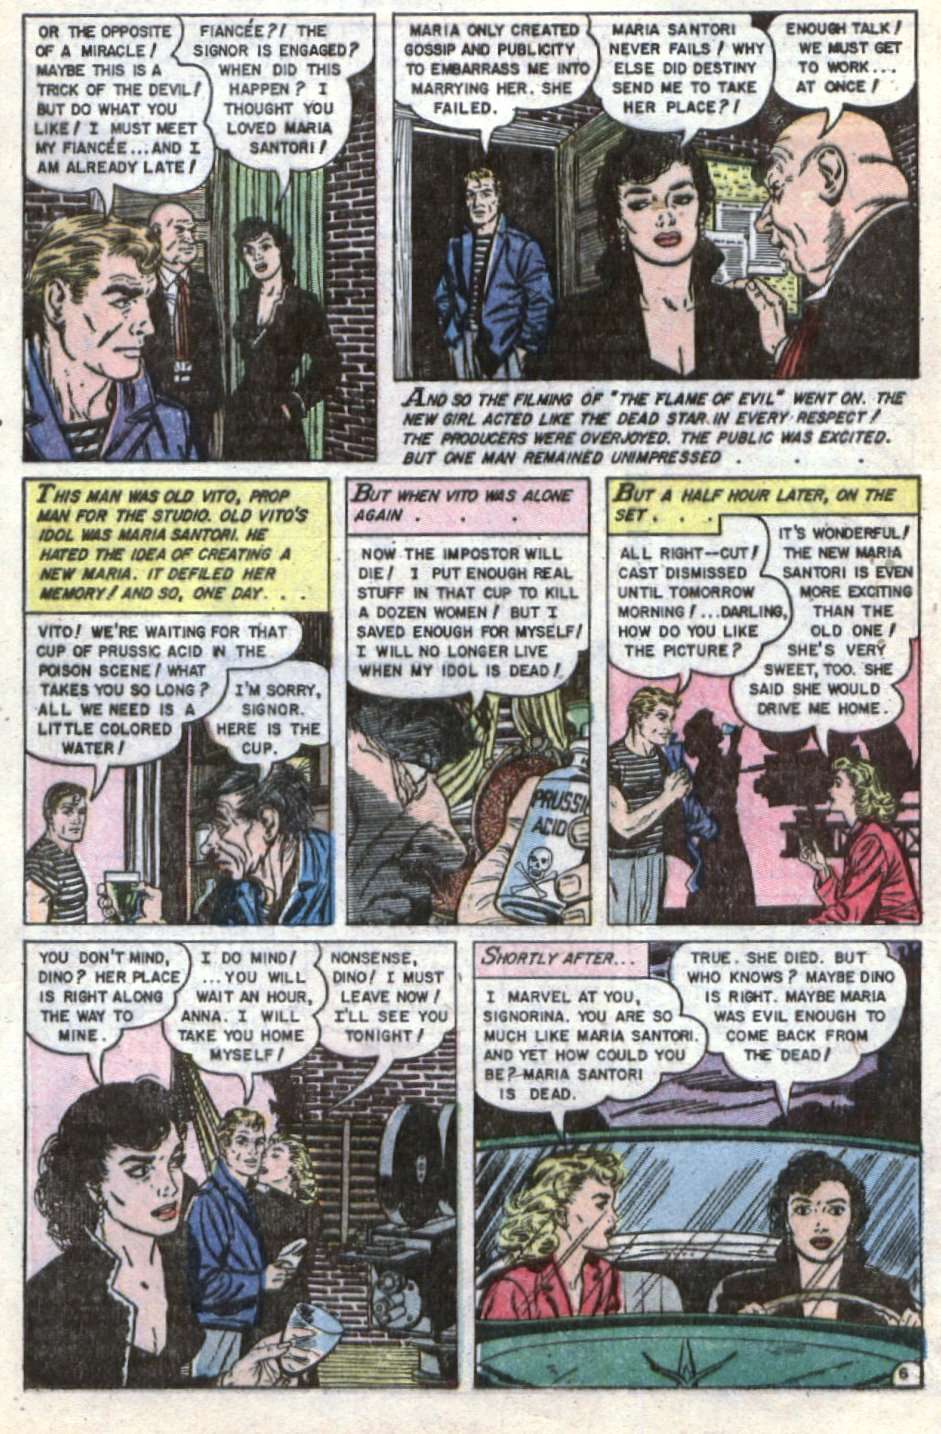 OR THE OPPOSITE
OF A MIRACLE!
MAYBE THIS IS A
TRICK OF THE DEVIL!
BUT DO WHAT YOU
LIKE! I MUST MEET
MY FIANCÉE...AND I
AM ALREADY LATE!
FIANCÉE?! THE
SIGNOR IS ENGAGED?
WHEN DID THIS
HAPPEN? I
THOUGHT YOU
LOVED MARIA
SANTORI!
MARIA ONLY CREATED
GOSSIP AND PUBLICITY
TO EMBARRASS ME INTO
MARRYING HER. SHE
FAILED.
MARIA SANTORI
NEVER FAILS! WHY
ELSE DID DESTINY
SEND ME TO TAKE
HER PLACE?!
ENOUGH TALK!
WE MUST GET
TO WORK...
AT ONCE!
AND SO THE FILMING OF "THE FLAME OF EVIL" WENT ON. THE
NEW GIRL ACTED LIKE THE DEAD STAR IN EVERY RESPECT!
THE PRODUCERS WERE OVERJOYED. THE PUBLIC WAS EXCITED.
BUT ONE MAN REMAINED UNIMPRESSED . . .
THIS MAN WAS OLD VITO, PROP
MAN FOR THE STUDIO. OLD VITO'S
IDOL WAS MARIA SANTORI. HE
HATED THE IDEA OF CREATING A
NEW MARIA. IT DEFILED HER
MEMORY! AND SO, ONE DAY. . .
VITO! WE'RE WAITING FOR THAT
CUP OF PRUSSIC ACID IN THE
POISON SCENE! WHAT
TAKES YOU SO LONG?
ALL WE NEED IS A
LITTLE COLORED
WATER!
I'M SORRY,
SIGNOR.
HERE IS THE
CUP.
BUT WHEN VITO WAS ALONE
AGAIN . . . .
NOW THE IMPOSTOR WILL
DIE! I PUT ENOUGH REAL
STUFF IN THAT CUP TO KILL
A DOZEN WOMEN! BUT I
SAVED ENOUGH FOR MYSELF!
I WILL NO LONGER LIVE
WHEN MY IDOL IS DEAD!
PRUSSIC
ACID
BUT A HALF HOUR LATER, ON THE
SET. . .
ALL RIGHT--CUT!
CAST DISMISSED
UNTIL TOMORROW
MORNING!...DARLING,
HOW DO YOU LIKE
THE PICTURE?
IT'S WONDERFUL!
THE NEW MARIA
SANTORI IS EVEN
MORE EXCITING
THAN THE
OLD ONE!
SHE'S VERY
SWEET, TOO. SHE
SAID SHE WOULD
DRIVE ME HOME.
YOU DON'T MIND,
DINO? HER PLACE
IS RIGHT ALONG
THE WAY TO
MINE.
I DO MIND!
...YOU WILL
WAIT AN HOUR,
ANNA. I WILL
TAKE YOU HOME
MYSELF!
NONSENSE,
DINO! I MUST
LEAVE NOW!
I'LL SEE YOU
TONIGHT!
SHORTLY AFTER...
I MARVEL AT YOU,
SIGNORINA. YOU ARE SO
MUCH LIKE MARIA SANTORI.
AND YET HOW COULD YOU
BE? MARIA SANTORI
IS DEAD.
TRUE. SHE DIED. BUT
WHO KNOWS? MAYBE DINO
IS RIGHT. MAYBE MARIA
WAS EVIL ENOUGH TO
COME BACK FROM
THE DEAD!
6